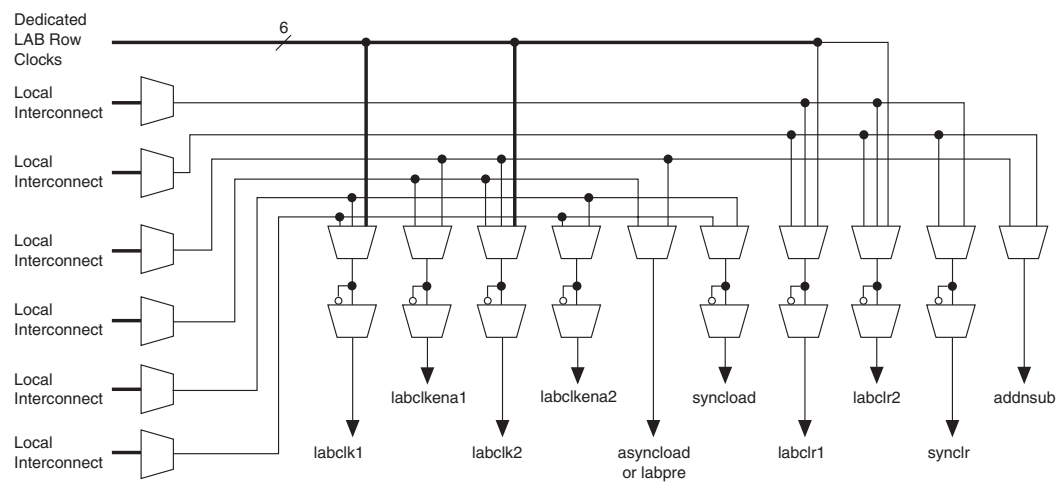 Dedicated
LAB Row
Clocks
6
Local
Interconnect
Local
Interconnect
Local
Interconnect
Local
Interconnect
Local
Interconnect
Local
Interconnect
labclkena1
labclkena2
syncload
labclr2
addnsub
labclk1
labclk2
asyncload
or labpre
labclr1
synclr